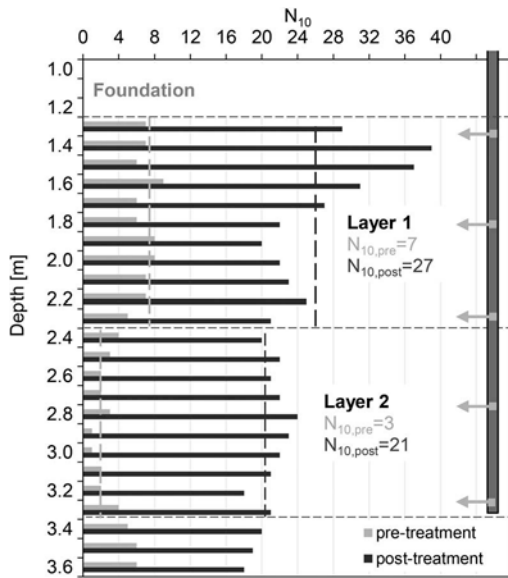 N10
0 4 8 12 16 20 24 28 32 36 40
Depth [m]
1.0
Foundation
1.2
1.4
1.6
1.8
Layer 1
N10,pre=7
2.0
N10,post=27
2.2
2.4
2.6
2.8
Layer 2
N10,pre=3
3.0
N10,post=21
3.2
3.4
pre-treatment
post-treatment
3.6